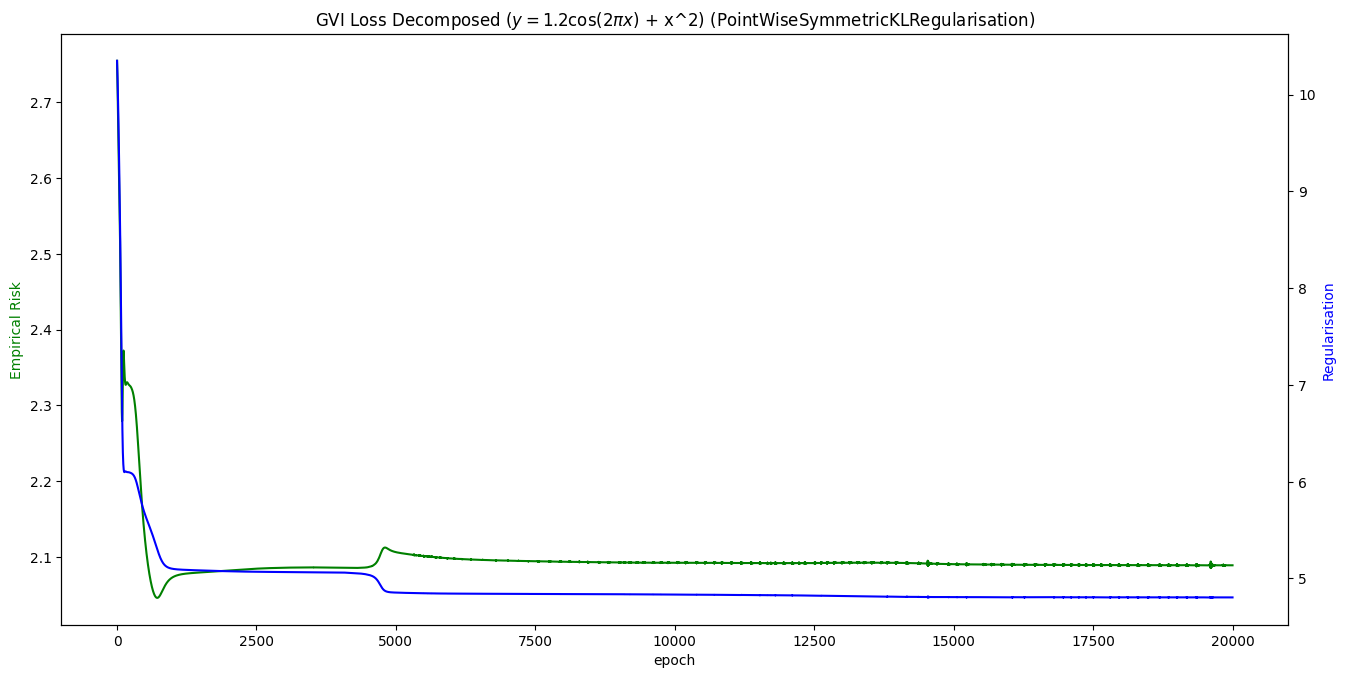 GVI Loss Decomposed (y = 1.2cos(2πx) + x^2) (PointWiseSymmetricKLRegularisation)
2.7
2.6
2.5
2.4
2.3
2.2
2.1
Empirical Risk
10
9
8
7
6
5
Regularisation
0 2500 5000 7500 10000 12500 15000 17500 20000
epoch